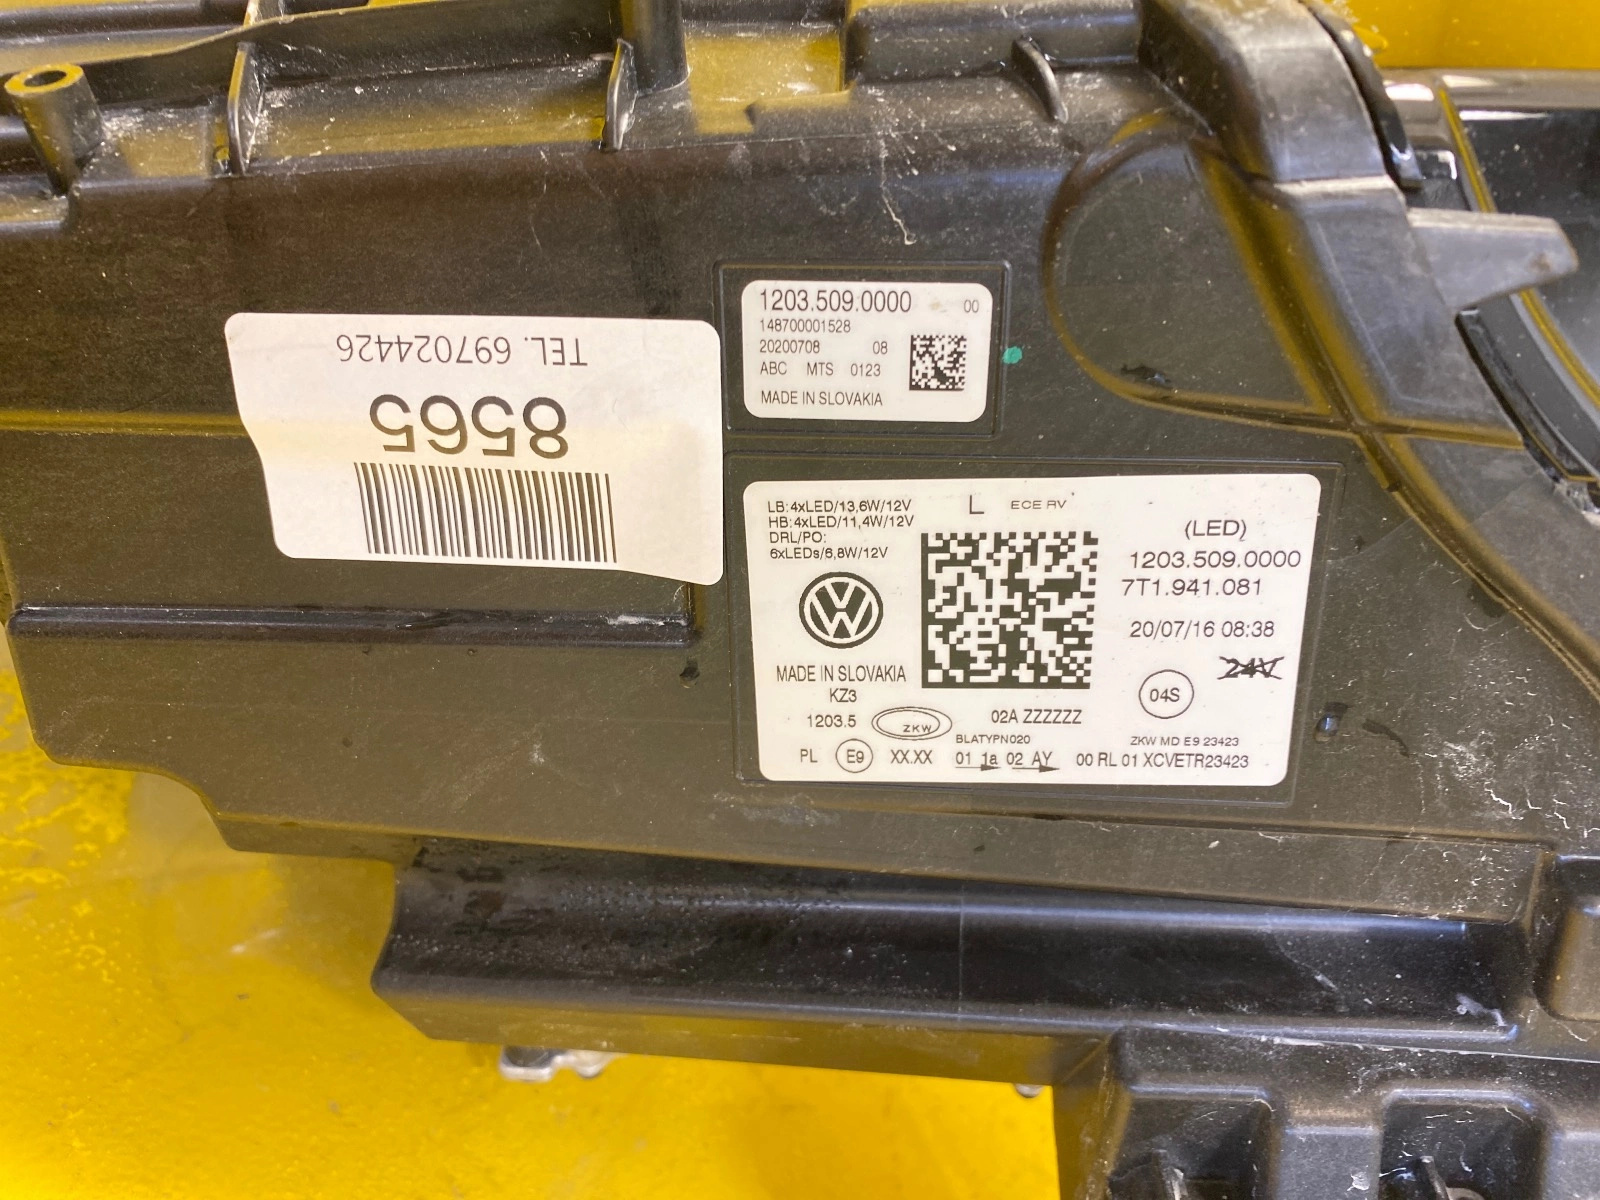 TEL. 697024426
8565
1203.509.0000 00
148700001528
20200708 08
ABC MTS 0123
MADE IN SLOVAKIA
LB:4xLED/13,6W/12V
HB:4xLED/11,4W/12V
DRL/PO:
6xLEDs/6,8W/12V
L ECE RV
(LED)
1203.509.0000
7T1.941.081
20/07/16 08:38
24V
04S
MADE IN SLOVAKIA
KZ3
1203.5 ZKW 02A ZZZZZZ
BLATYPN020 ZKW MD E9 23423
PL E9 XX.XX 01 1a 02 AY 00 RL 01 XCVETR23423